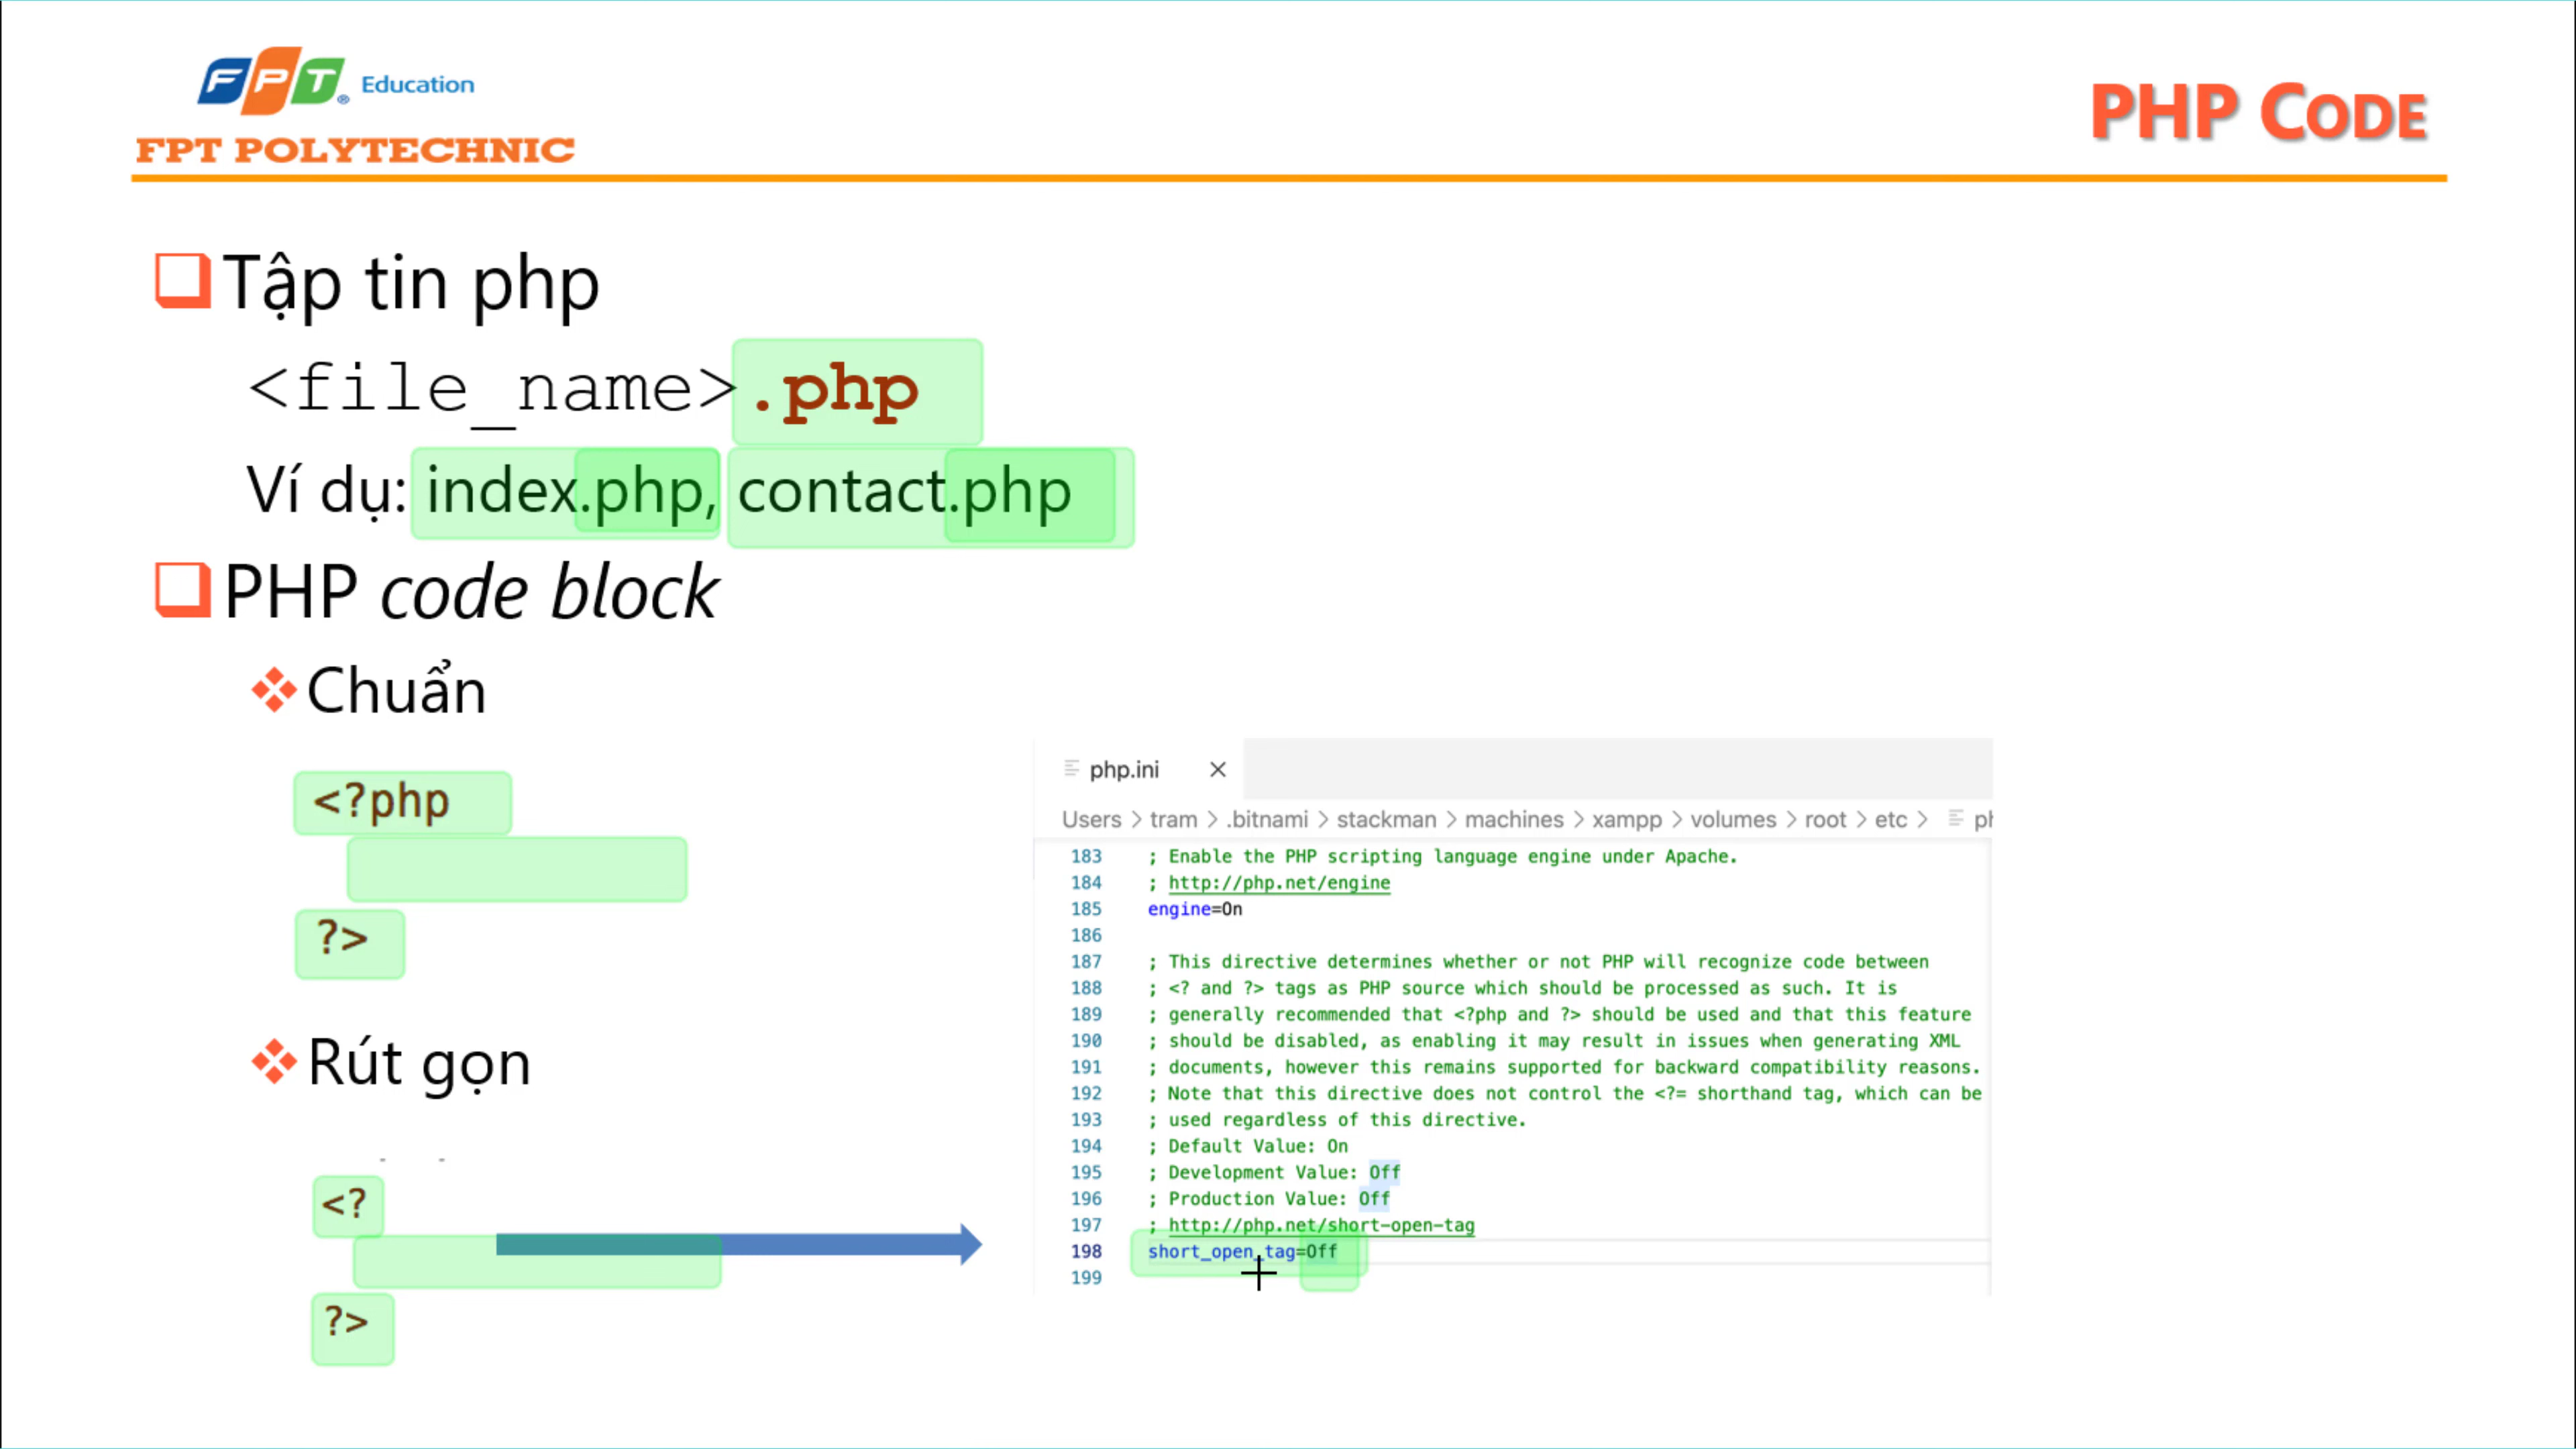 FPT Education
FPT POLYTECHNIC
PHP CODE
Tập tin php
<file_name>.php
Ví dụ: index.php, contact.php
PHP code block
Chuẩn
<?php
?>
Rút gọn
<?
?>
php.ini
Users > tram > .bitnami > stackman > machines > xampp > volumes > root > etc >
183 ; Enable the PHP scripting language engine under Apache.
184 ; http://php.net/engine
185 engine=On
186
187 ; This directive determines whether or not PHP will recognize code between
188 ; <? and ?> tags as PHP source which should be processed as such. It is
189 ; generally recommended that <?php and ?> should be used and that this feature
190 ; should be disabled, as enabling it may result in issues when generating XML
191 ; documents, however this remains supported for backward compatibility reasons.
192 ; Note that this directive does not control the <?= shorthand tag, which can be
193 ; used regardless of this directive.
194 ; Default Value: On
195 ; Development Value: Off
196 ; Production Value: Off
197 ; http://php.net/short-open-tag
198 short_open_tag=Off
199